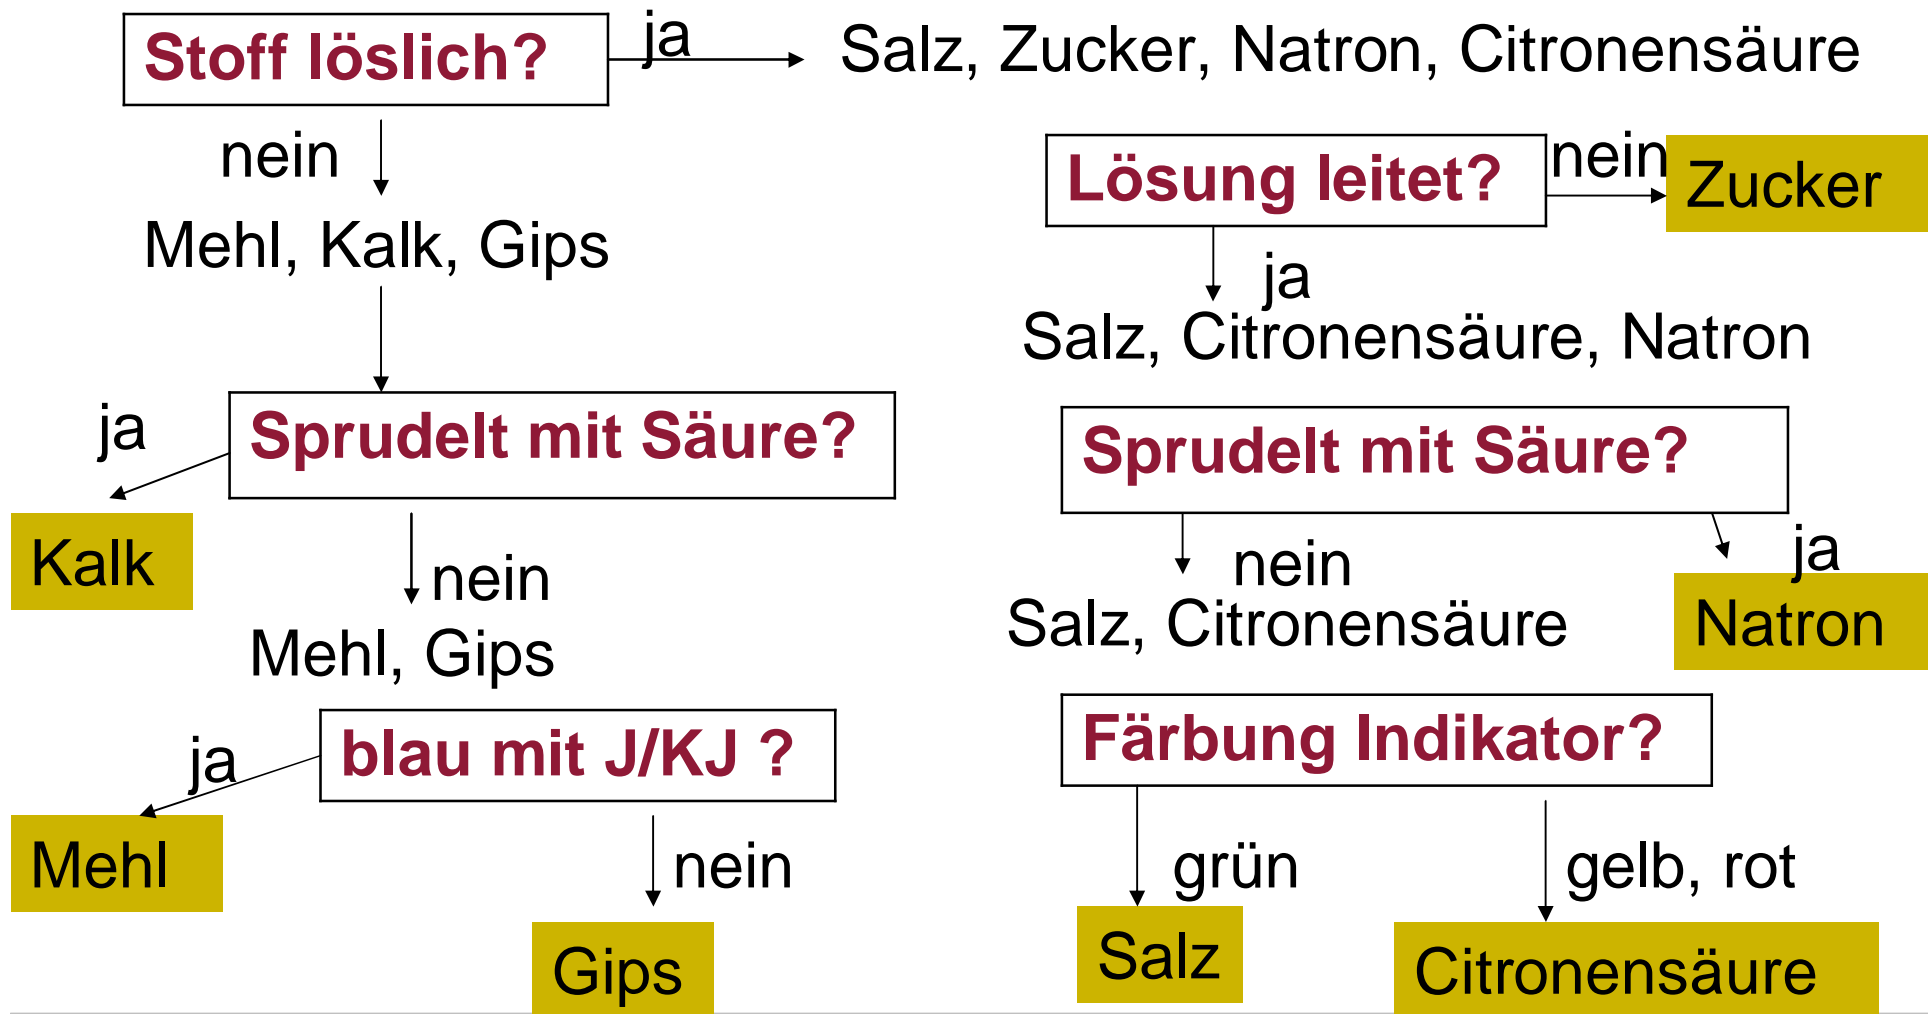 Stoff löslich?
ja
Salz, Zucker, Natron, Citronensäure
nein
Mehl, Kalk, Gips
Lösung leitet?
nein
Zucker
ja
Salz, Citronensäure, Natron
ja
Sprudelt mit Säure?
Kalk
nein
Mehl, Gips
Sprudelt mit Säure?
nein
ja
Salz, Citronensäure
Natron
ja
blau mit J/KJ ?
Mehl
nein
Gips
Färbung Indikator?
grün
gelb, rot
Salz
Citronensäure